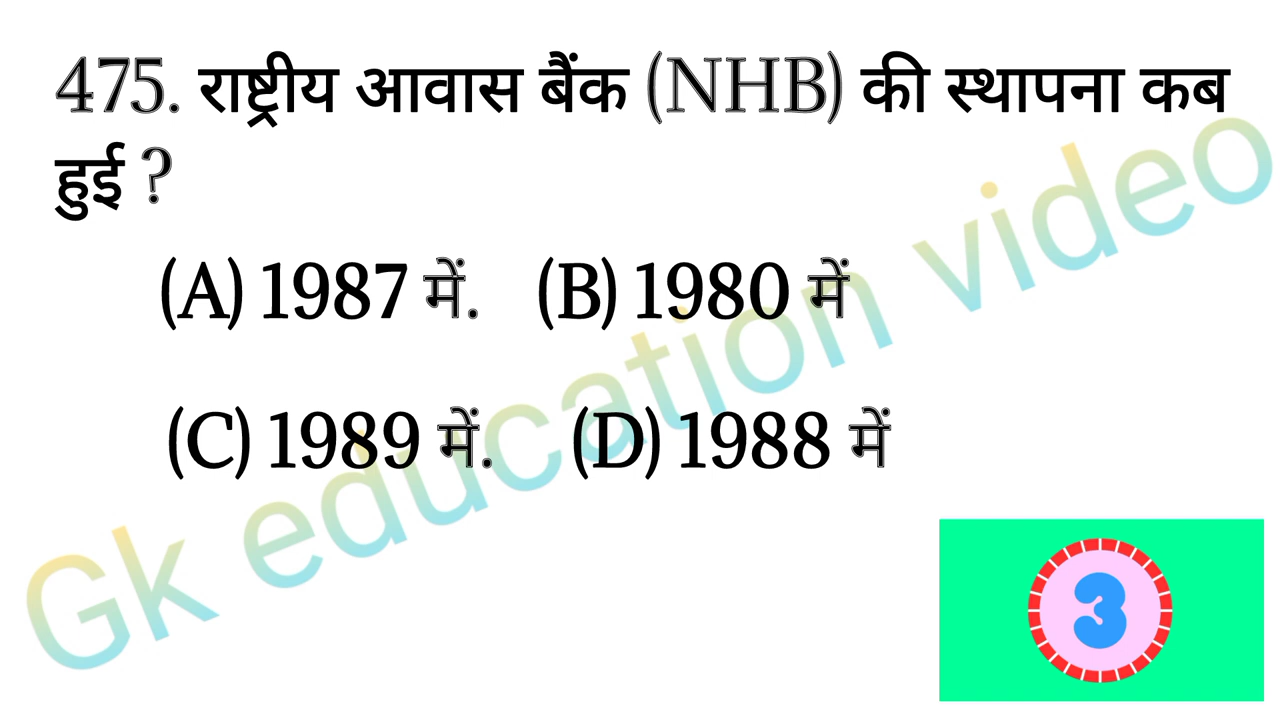 475. राष्ट्रीय आवास बैंक (NHB) की स्थापना कब
हुई ?
(A) 1987 में. (B) 1980 में
(C) 1989 में. (D) 1988 में
Gk education video
3